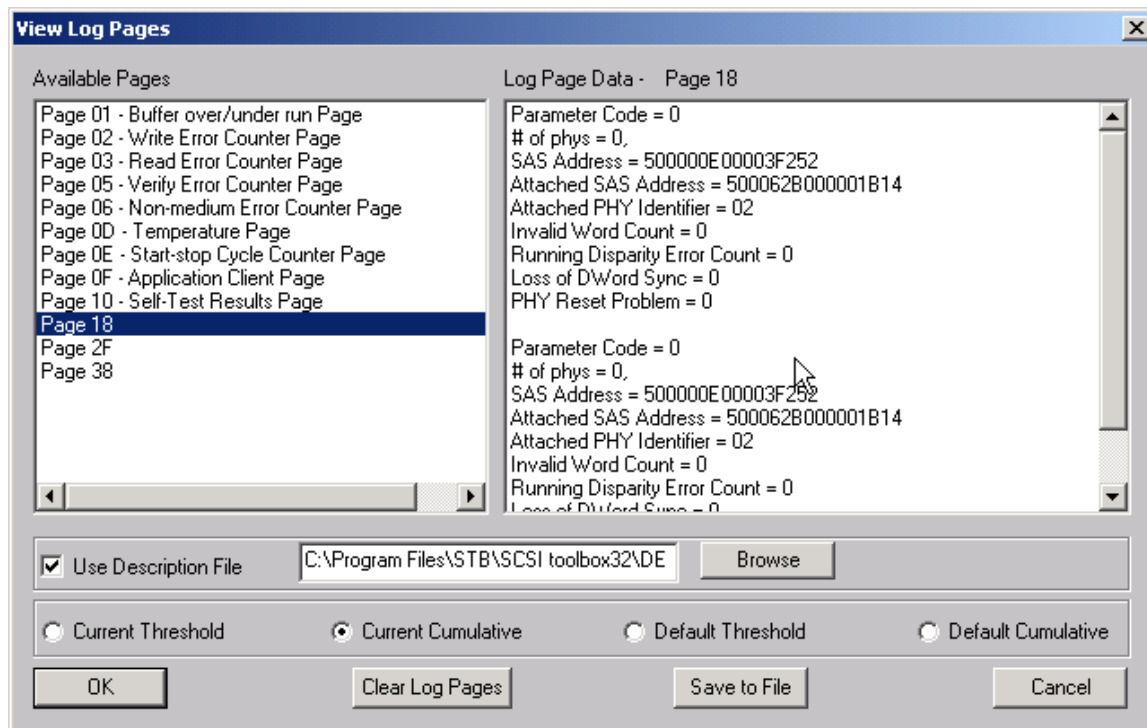 View Log Pages
Available Pages
Page 01 - Buffer over/under run Page
Page 02 - Write Error Counter Page
Page 03 - Read Error Counter Page
Page 05 - Verify Error Counter Page
Page 06 - Non-medium Error Counter Page
Page 0D - Temperature Page
Page 0E - Start-stop Cycle Counter Page
Page 0F - Application Client Page
Page 10 - Self-Test Results Page
Page 18
Page 2F
Page 38
Log Page Data - Page 18
Parameter Code = 0
# of phys = 0,
SAS Address = 500000E00003F252
Attached SAS Address = 500062B000001B14
Attached PHY Identifier = 02
Invalid Word Count = 0
Running Disparity Error Count = 0
Loss of DWord Sync = 0
PHY Reset Problem = 0
Parameter Code = 0
# of phys = 0,
SAS Address = 500000E00003F252
Attached SAS Address = 500062B000001B14
Attached PHY Identifier = 02
Invalid Word Count = 0
Running Disparity Error Count = 0
Loss of DWord Sync = 0
Use Description File
C:\Program Files\STB\SCSI toolbox32\DE
Browse
Current Threshold
Current Cumulative
Default Threshold
Default Cumulative
OK
Clear Log Pages
Save to File
Cancel